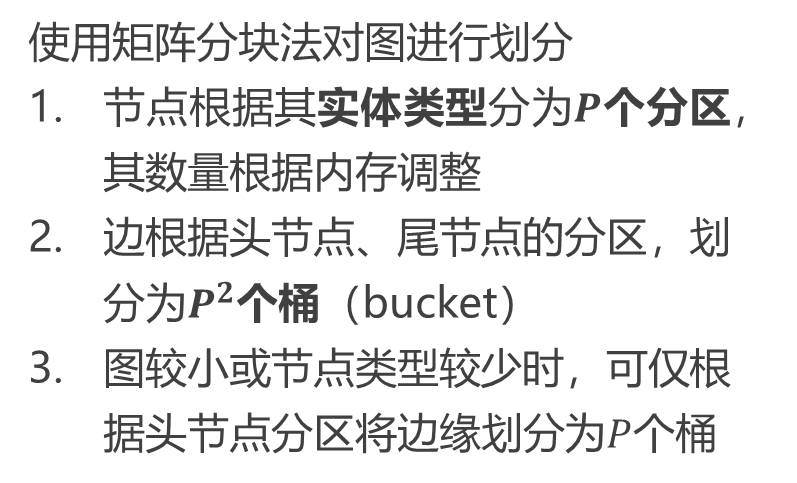 使用矩阵分块法对图进行划分
1. 节点根据其实体类型分为P个分区，
其数量根据内存调整
2. 边根据头节点、尾节点的分区，划
分为P²个桶（bucket）
3. 图较小或节点类型较少时，可仅根
据头节点分区将边缘划分为P个桶